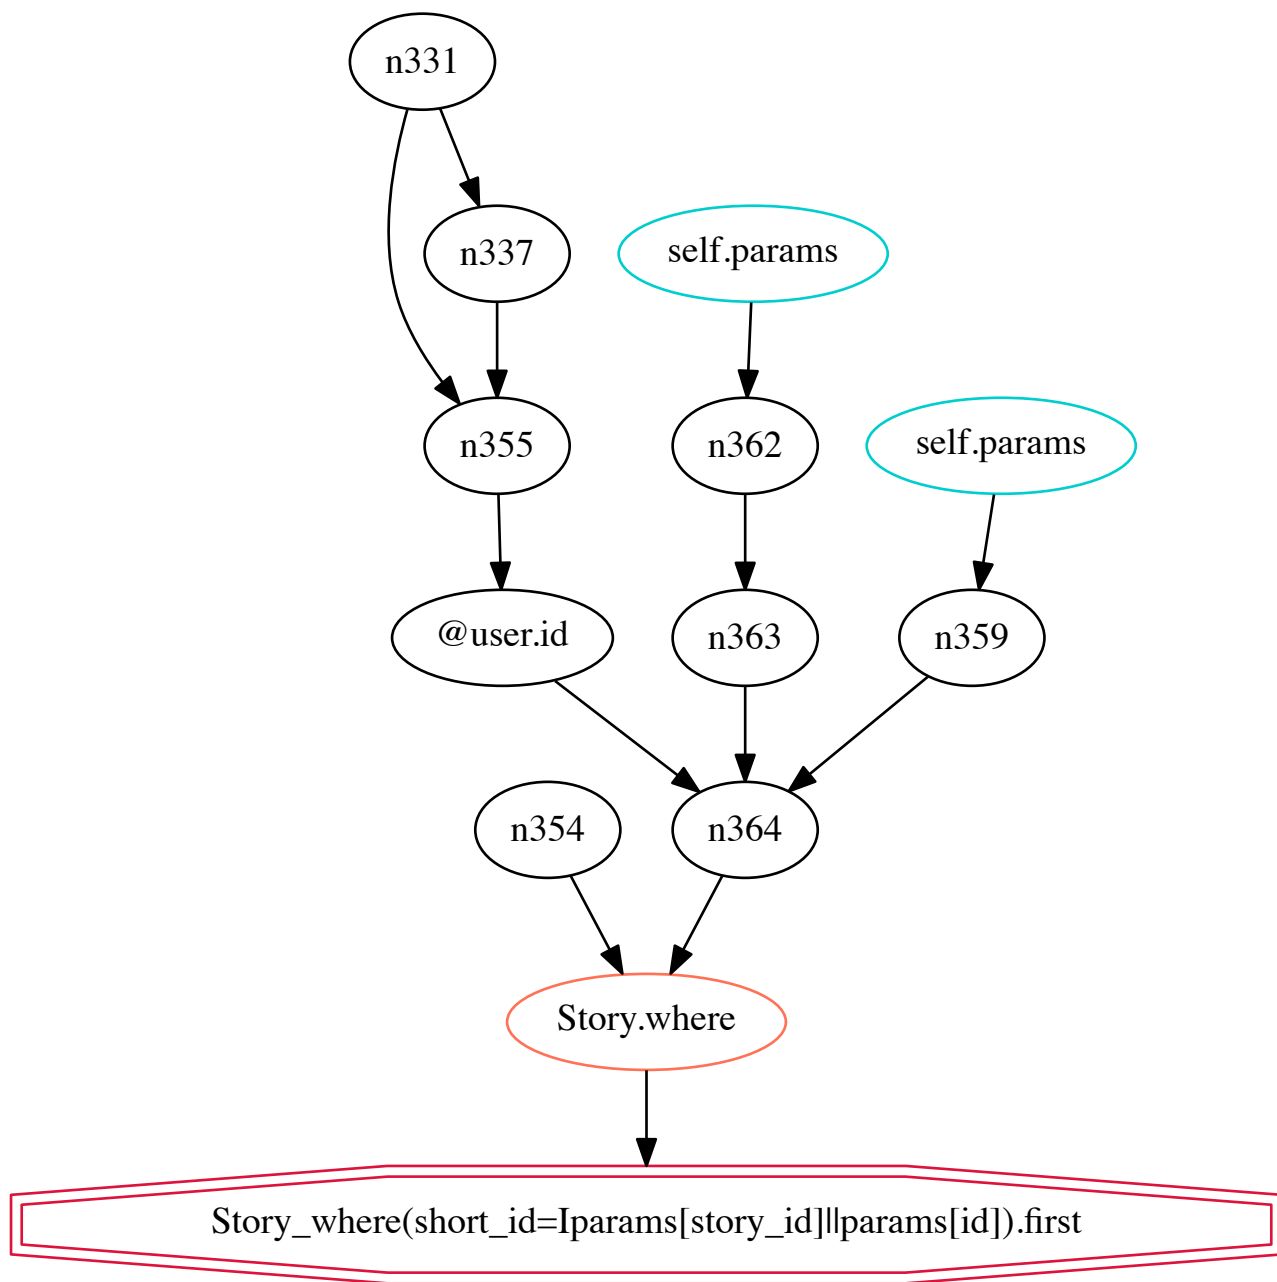 n331
n337
self.params
n355
n362
self.params
@user.id
n363
n359
n354
n364
Story.where
Story_where(short_id=Iparams[story_id]||params[id]).first